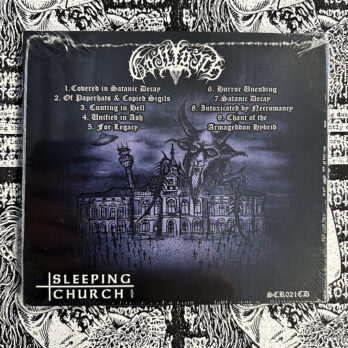 1.Covered in Satanic Decay
2. Of Paperhats & Copied Sigils
3. Cunting in Hell
4. Unified in Ash
5. For Legacy
6. Horror Unending
7.Satanic Decay
8. Intoxicated by Necromancy
9. Chant of the
Armageddon Hybrid
SLEEPING
CHURCH
SCR021CD